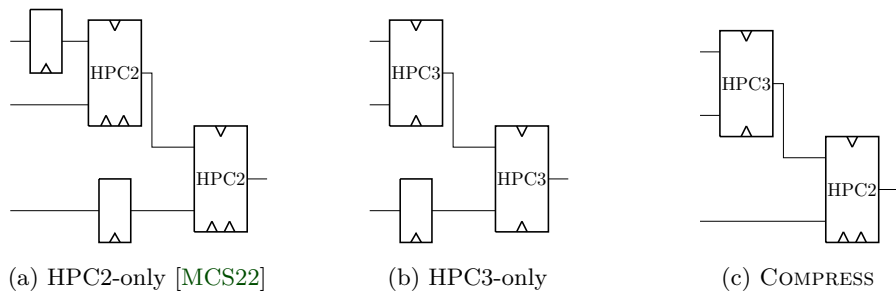 HPC2
HPC2
HPC3
HPC3
HPC3
HPC2
(a) HPC2-only [MCS22]
(b) HPC3-only
(c) COMPRESS